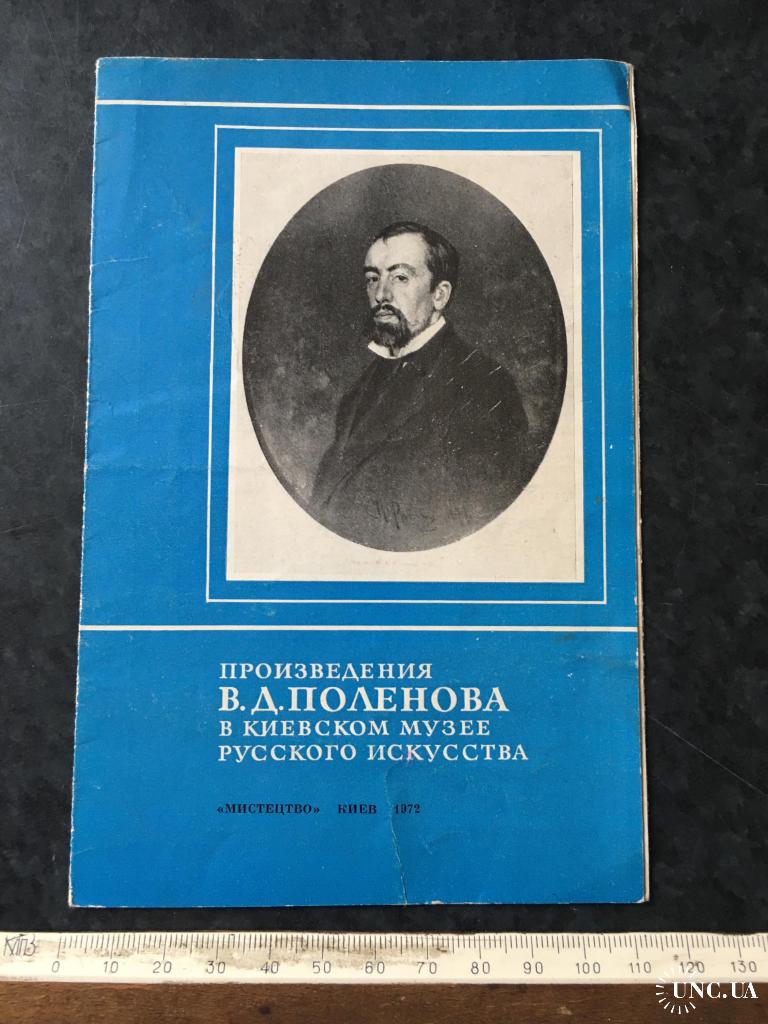 ПРОИЗВЕДЕНИЯ
В.Д.ПОЛЕНОВА
В КИЕВСКОМ МУЗЕЕ
РУССКОГО ИСКУССТВА
«МИСТЕЦТВО» КИЕВ 1972
0 10 20 30 40 50 60 70 80 90 100 110 120 130
UNC.UA